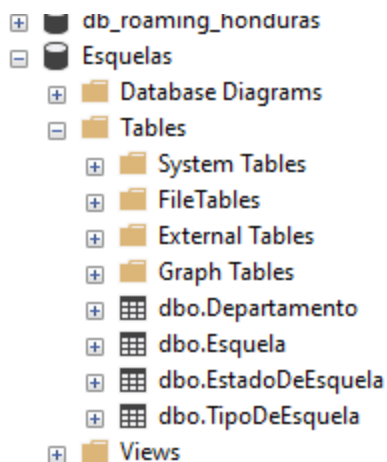 db_roaming_honduras
Esquelas
Database Diagrams
Tables
System Tables
FileTables
External Tables
Graph Tables
dbo.Departamento
dbo.Esquela
dbo.EstadoDeEsquela
dbo.TipoDeEsquela
Views